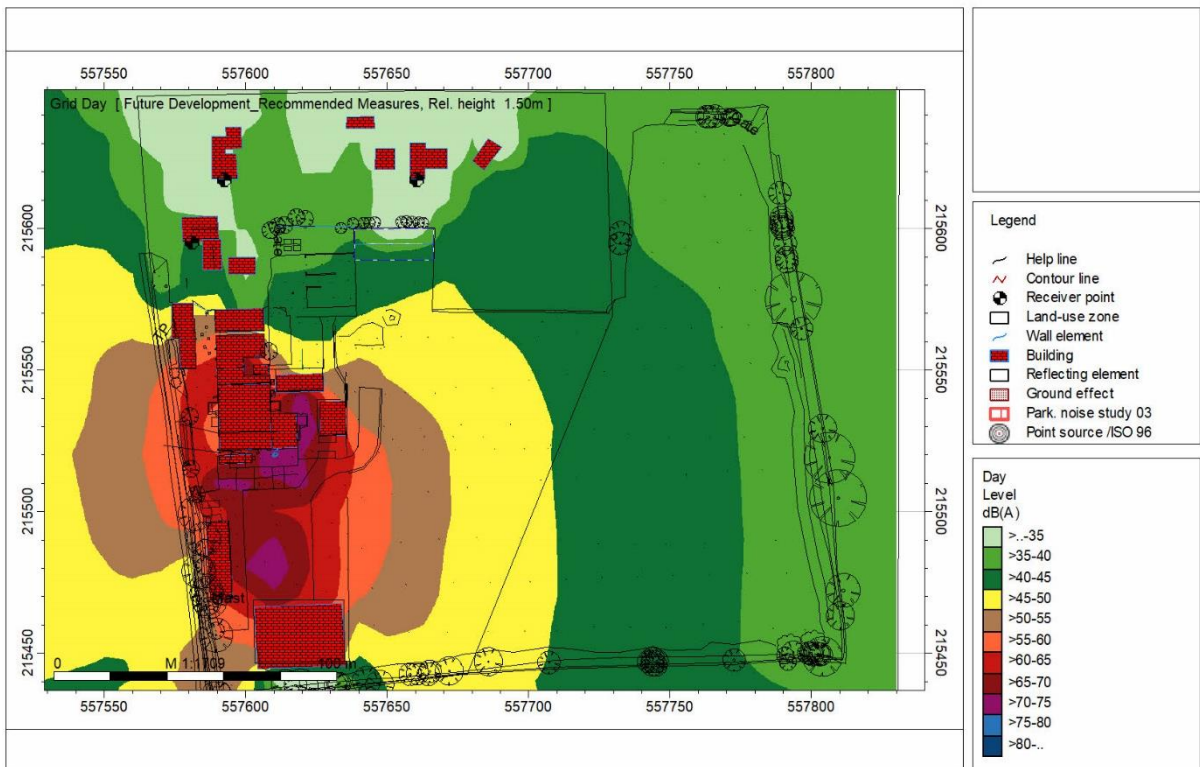 557550 557600 557650 557700 557750 557800
Grid Day [ Future Development_Recommended Measures, Rel. height 1.50m ]
215600 215600
215550 215550
215500 215500
215450 215450
0 M 1:1709
557550 557600 557650 557700 557750 557800
Legend
Help line
Contour line
Receiver point
Land-use zone
Wall element
Building
Reflecting element
Ground effect
Park. noise study 03
Point source /ISO 96
Day
Level
dB(A)
>..-35
>35-40
>40-45
>45-50
>50-55
>55-60
>60-65
>65-70
>70-75
>75-80
>80-..